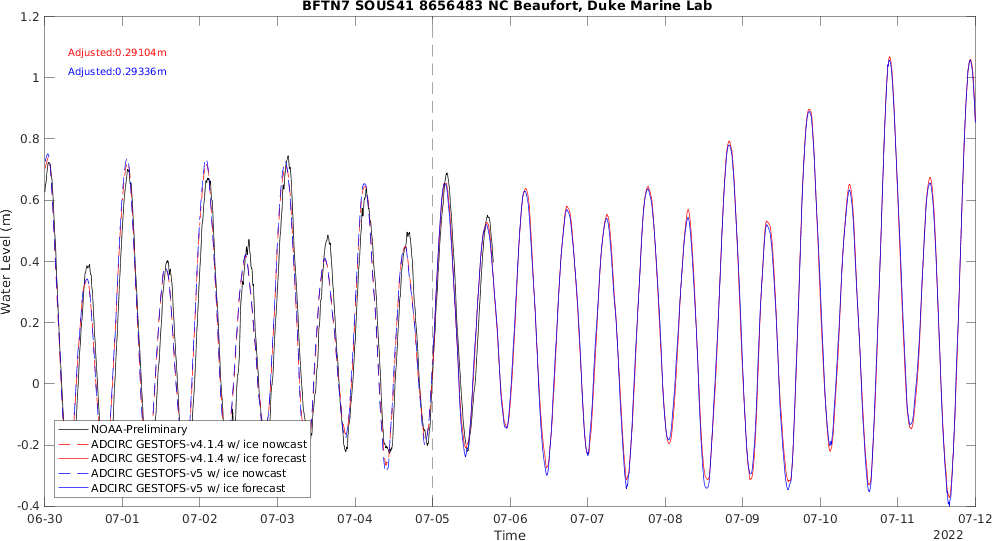 BFTN7 SOUS41 8656483 NC Beaufort, Duke Marine Lab
1.2
Adjusted:0.29104m
Adjusted:0.29336m
1
0.8
0.6
0.4
0.2
0
-0.2
-0.4
Water Level (m)
NOAA-Preliminary
ADCIRC GESTOFS-v4.1.4 w/ ice nowcast
ADCIRC GESTOFS-v4.1.4 w/ ice forecast
ADCIRC GESTOFS-v5 w/ ice nowcast
ADCIRC GESTOFS-v5 w/ ice forecast
06-30 07-01 07-02 07-03 07-04 07-05 07-06 07-07 07-08 07-09 07-10 07-11 07-12
Time
2022